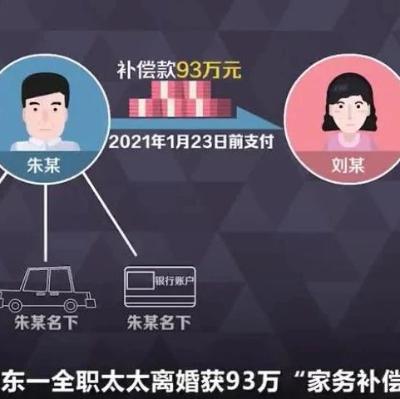 补偿款93万元
2021年1月23日前支付
朱某
刘某
银行账户
朱某名下
朱某名下
东一全职太太离婚获93万“家务补偿